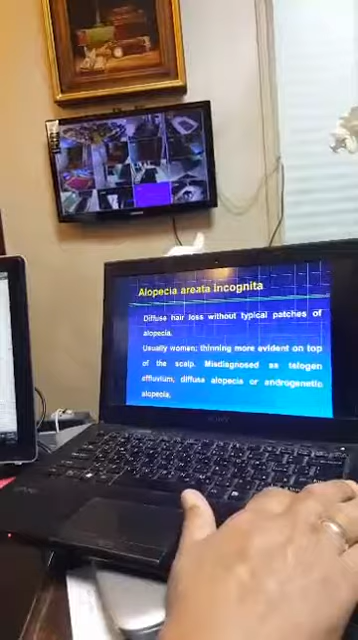 Alopecia areata Incognita
Diffuse hair loss without typical patches of
alopecia.
Usually women; thinning more evident on top
of the scalp. Misdiagnosed as telogen
effluvium, diffuse alopecia or androgenetic
alopecia.
SONY